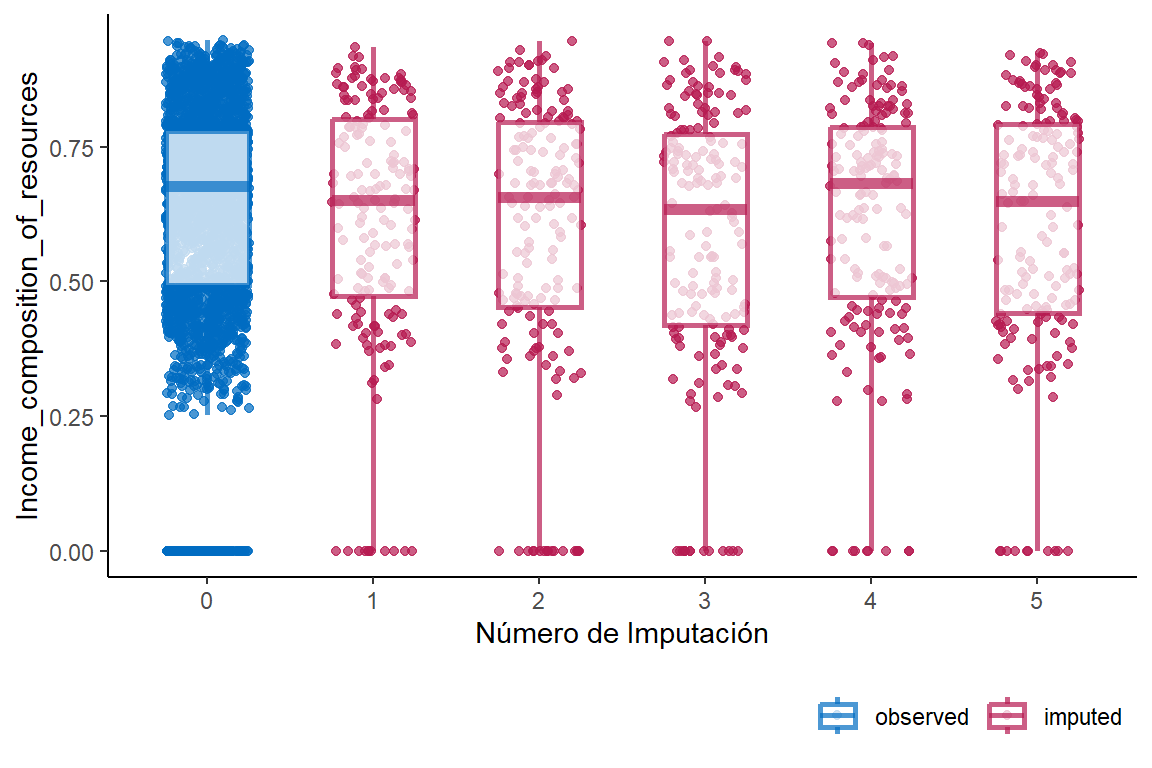 Income_composition_of_resources
0.75
0.50
0.25
0.00
0 1 2 3 4 5
Número de Imputación
observed imputed